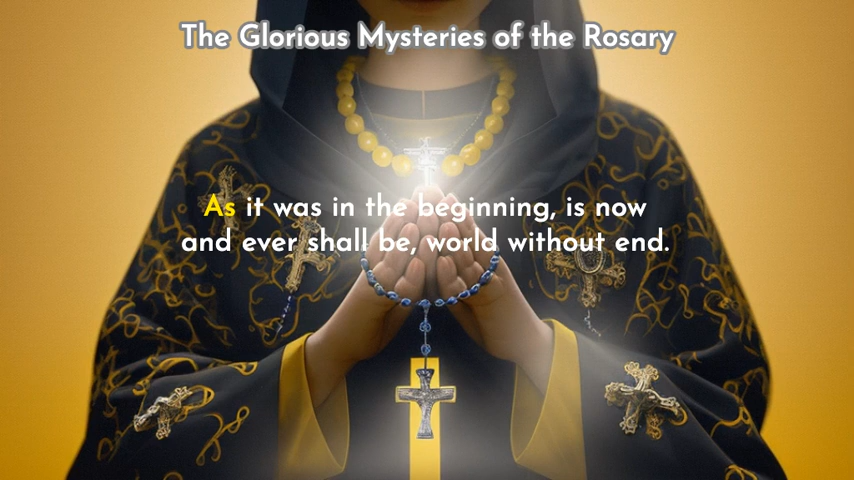 The Glorious Mysteries of the Rosary
As it was in the beginning, is now
and ever shall be, world without end.